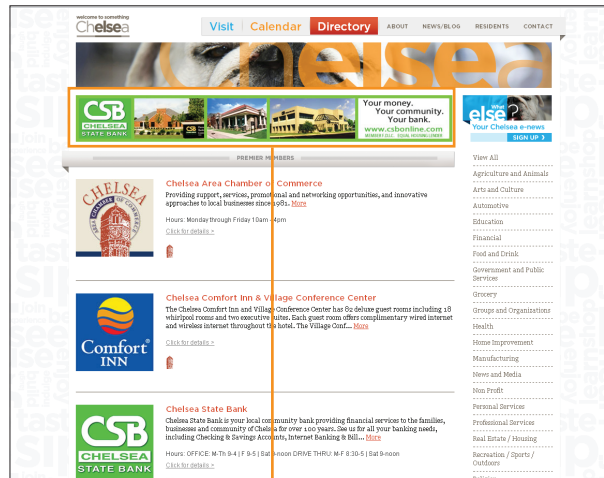 welcome to something
Chelsea
Visit Calendar Directory ABOUT NEWS/BLOG RESIDENTS CONTACT
Chelsea
CSB
CHELSEA
STATE BANK
Your money.
Your community.
Your bank.
www.csbonline.com
MEMBER F.D.I.C. EQUAL HOUSING LENDER
What
else?
Your Chelsea e-news
SIGN UP
PREMIER MEMBERS
CHELSEA
AREA CHAMBER OF COMMERCE
Chelsea Area Chamber of Commerce
Providing support, services, promotional and networking opportunities, and innovative
approaches to local businesses since 1981. More
Hours: Monday through Friday 10am - 4pm
Click for details »
Comfort
INN
Chelsea Comfort Inn & Village Conference Center
The Chelsea Comfort Inn and Village Conference Center has 82 deluxe guest rooms including 18
whirlpool rooms and two executive suites. Each guest room offers complimentary wired internet
and wireless internet throughout the hotel. The Village Conf... More
Click for details »
CSB
CHELSEA
STATE BANK
Chelsea State Bank
Chelsea State Bank is your local community bank providing financial services to the families,
businesses and community of Chelsea for over 100 years. See us for all your banking needs,
including Checking & Savings Accounts, Internet Banking & Bill... More
Hours: OFFICE: M-Th 9-4 | F 9-5 | Sat 9-noon DRIVE THRU: M-F 8:30-5 | Sat 9-noon
Click for details »
View All
Agriculture and Animals
Arts and Culture
Automotive
Education
Financial
Food and Drink
Government and Public
Services
Grocery
Groups and Organizations
Health
Home Improvement
Manufacturing
News and Media
Non Profit
Personal Services
Professional Services
Real Estate / Housing
Recreation / Sports /
Outdoors